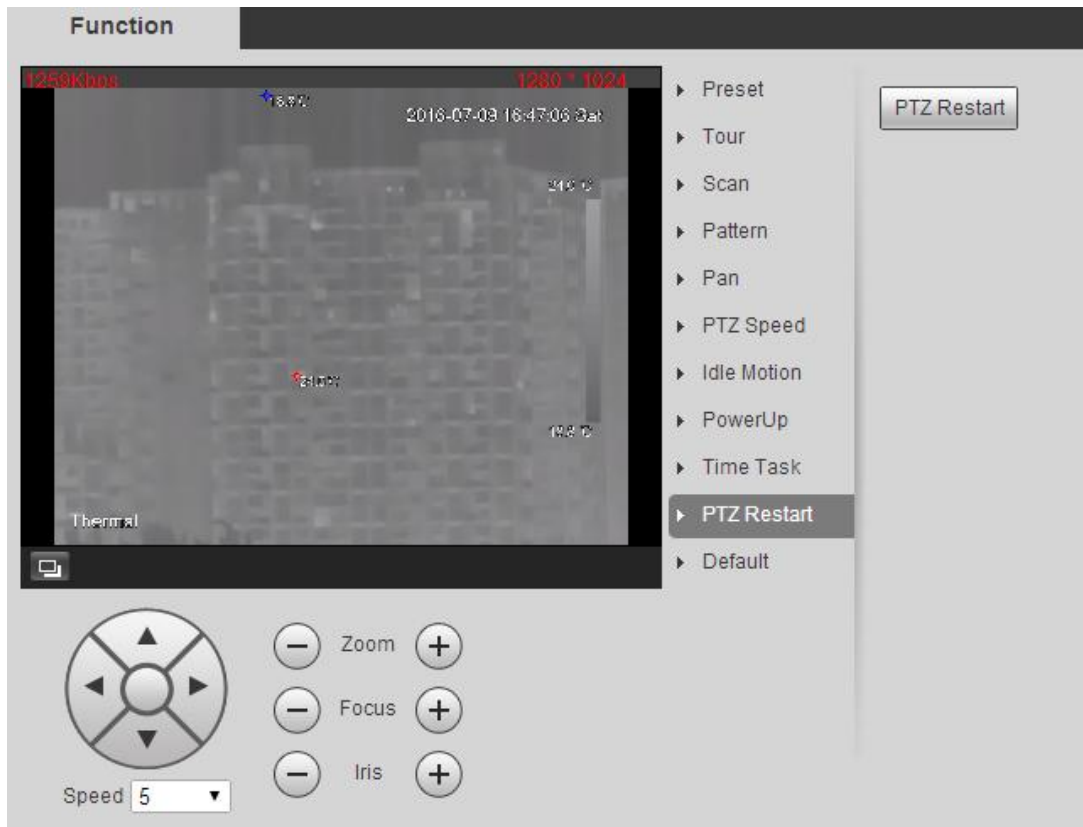 Function
1259Kbps
1280 * 1024
2016-07-09 16:47:06 Sat
Thermal
Preset
Tour
Scan
Pattern
Pan
PTZ Speed
Idle Motion
PowerUp
Time Task
PTZ Restart
Default
PTZ Restart
Zoom
Focus
Iris
Speed 5